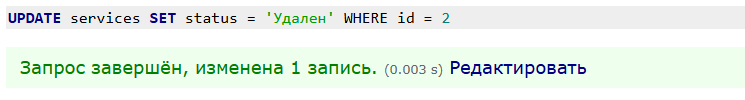 UPDATE services SET status = 'Удален' WHERE id = 2
Запрос завершён, изменена 1 запись. (0.003 s) Редактировать